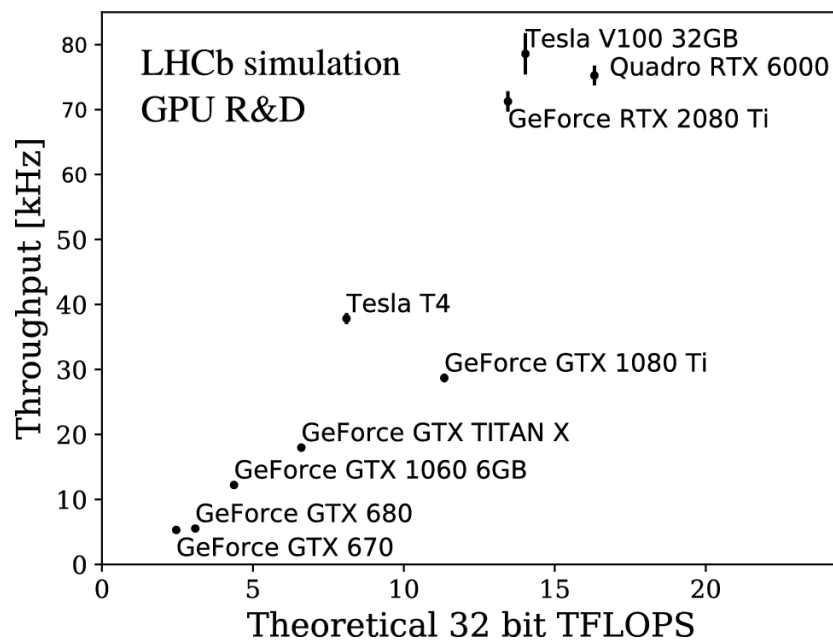 LHCb simulation
GPU R&D
Tesla V100 32GB
Quadro RTX 6000
GeForce RTX 2080 Ti
Tesla T4
GeForce GTX 1080 Ti
GeForce GTX TITAN X
GeForce GTX 1060 6GB
GeForce GTX 680
GeForce GTX 670
Throughput [kHz]
80
70
60
50
40
30
20
10
0
0 5 10 15 20
Theoretical 32 bit TFLOPS